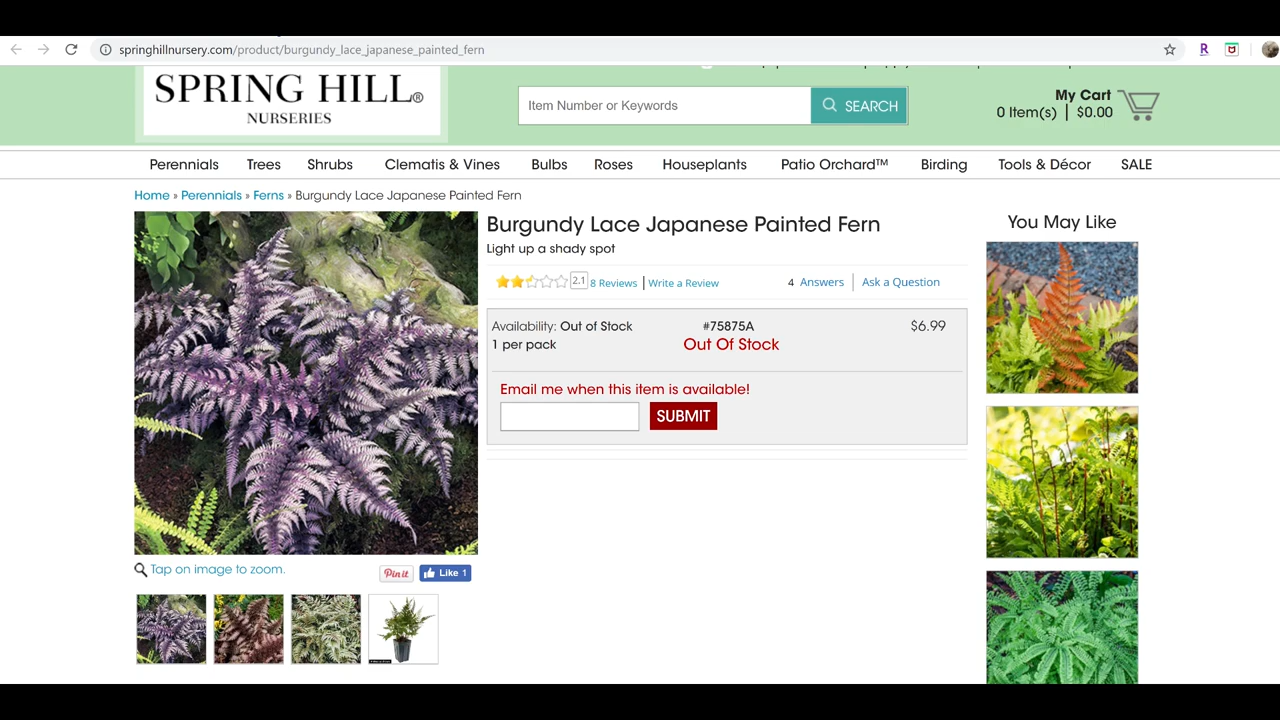 springhillnursery.com/product/burgundy_lace_japanese_painted_fern
R
SPRING HILL®
NURSERIES
Item Number or Keywords
SEARCH
My Cart
0 Item(s) | $0.00
Perennials Trees Shrubs Clematis & Vines Bulbs Roses Houseplants Patio Orchard™ Birding Tools & Décor SALE
Home » Perennials » Ferns » Burgundy Lace Japanese Painted Fern
Burgundy Lace Japanese Painted Fern
Light up a shady spot
2.1 8 Reviews | Write a Review 4 Answers | Ask a Question
Availability: Out of Stock #75875A $6.99
1 per pack Out Of Stock
Email me when this item is available!
SUBMIT
You May Like
Tap on image to zoom.
Pin it
Like 1